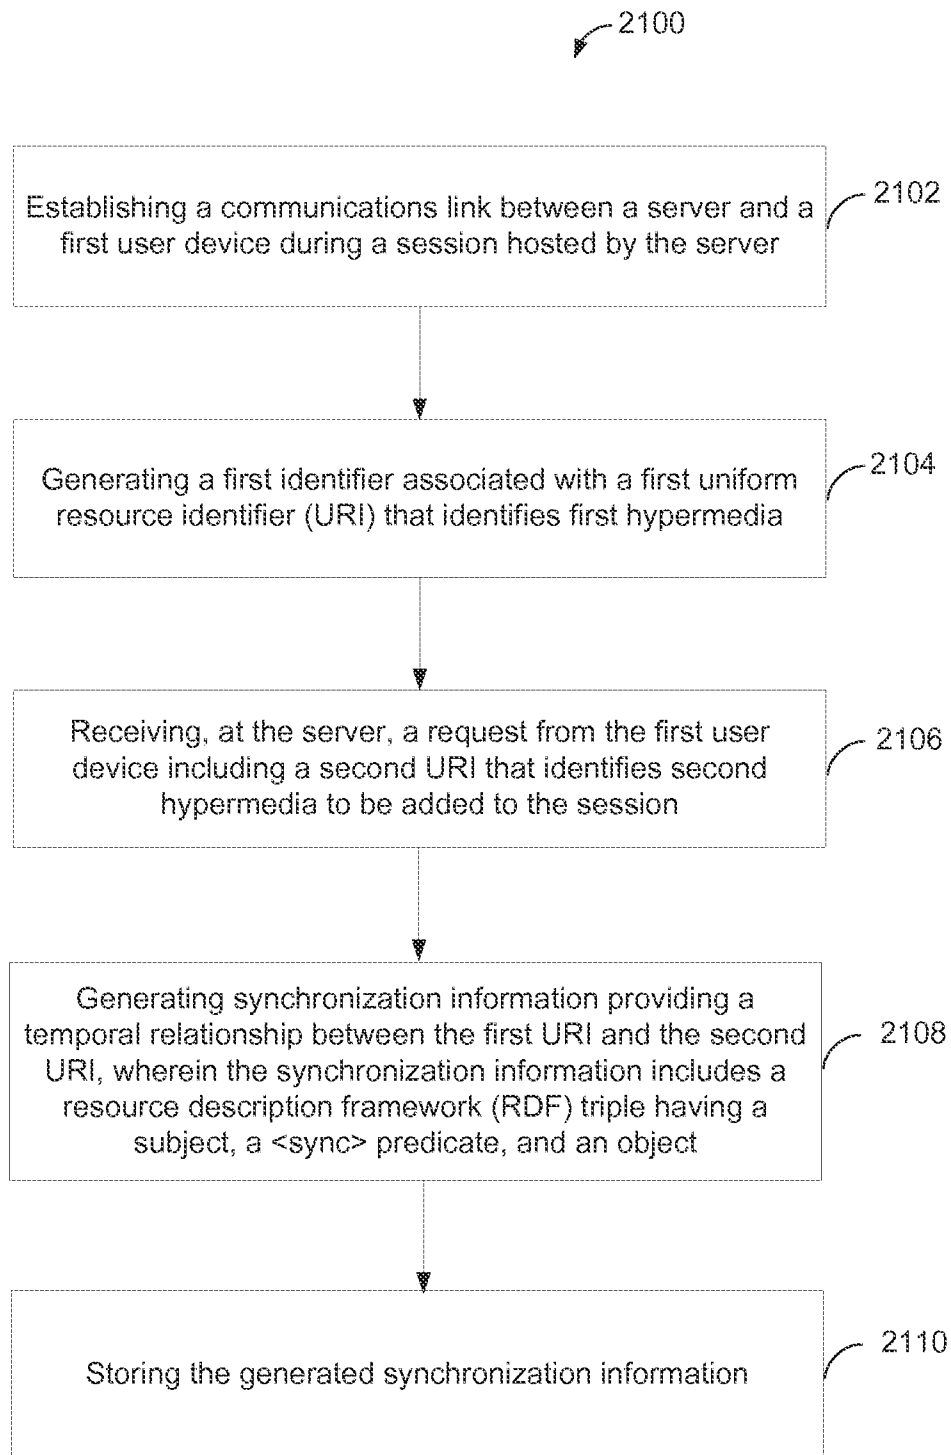 2100
Establishing a communications link between a server and a
first user device during a session hosted by the server
2102
Generating a first identifier associated with a first uniform
resource identifier (URI) that identifies first hypermedia
2104
Receiving, at the server, a request from the first user
device including a second URI that identifies second
hypermedia to be added to the session
2106
Generating synchronization information providing a
temporal relationship between the first URI and the second
URI, wherein the synchronization information includes a
resource description framework (RDF) triple having a
subject, a <sync> predicate, and an object
2108
Storing the generated synchronization information
2110